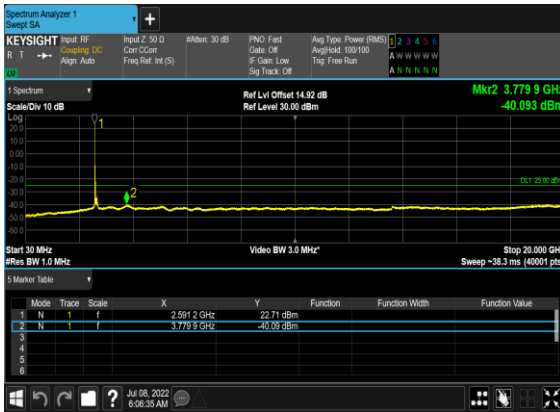 Spectrum Analyzer 1
Swept SA
+
KEYSIGHT
R T
Input: RF
Coupling: DC
Align: Auto
Input Z: 50 Ω
Corr CCorr
Freq Ref: Int (S)
#Atten: 30 dB
PNO: Fast
Gate: Off
IF Gain: Low
Sig Track: Off
Avg Type: Power (RMS)
Avg|Hold: 100/100
Trig: Free Run
1 2 3 4 5 6
A W W W W W
A N N N N N
1 Spectrum
Scale/Div 10 dB
Ref Lvl Offset 14.92 dB
Ref Level 30.00 dBm
Mkr2 3.779 9 GHz
-40.093 dBm
Log
20.0
10.0
0.00
-10.0
-20.0
-30.0
-40.0
-50.0
-60.0
1
2
DL1 -25.00 dBm
Start 30 MHz
#Res BW 1.0 MHz
Video BW 3.0 MHz*
Stop 20.000 GHz
Sweep ~38.3 ms (40001 pts)
5 Marker Table
Mode Trace Scale X Y Function Function Width Function Value
1 N 1 f 2.591 2 GHz 22.71 dBm
2 N 1 f 3.779 9 GHz -40.09 dBm
3
4
5
6
?
Jul 08, 2022
6:06:35 AM